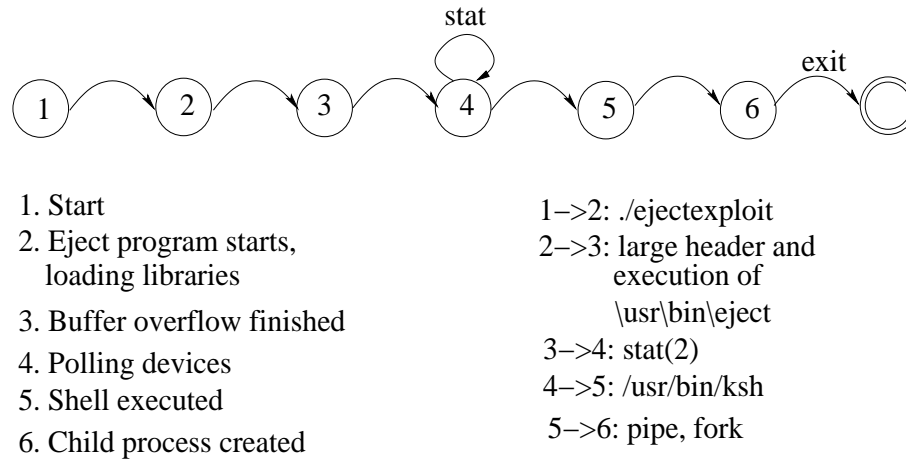 stat
exit
1
2
3
4
5
6
1. Start
2. Eject program starts,
loading libraries
3. Buffer overflow finished
4. Polling devices
5. Shell executed
6. Child process created
1−>2: ./ejectexploit
2−>3: large header and
execution of
\usr\bin\eject
3−>4: stat(2)
4−>5: /usr/bin/ksh
5−>6: pipe, fork